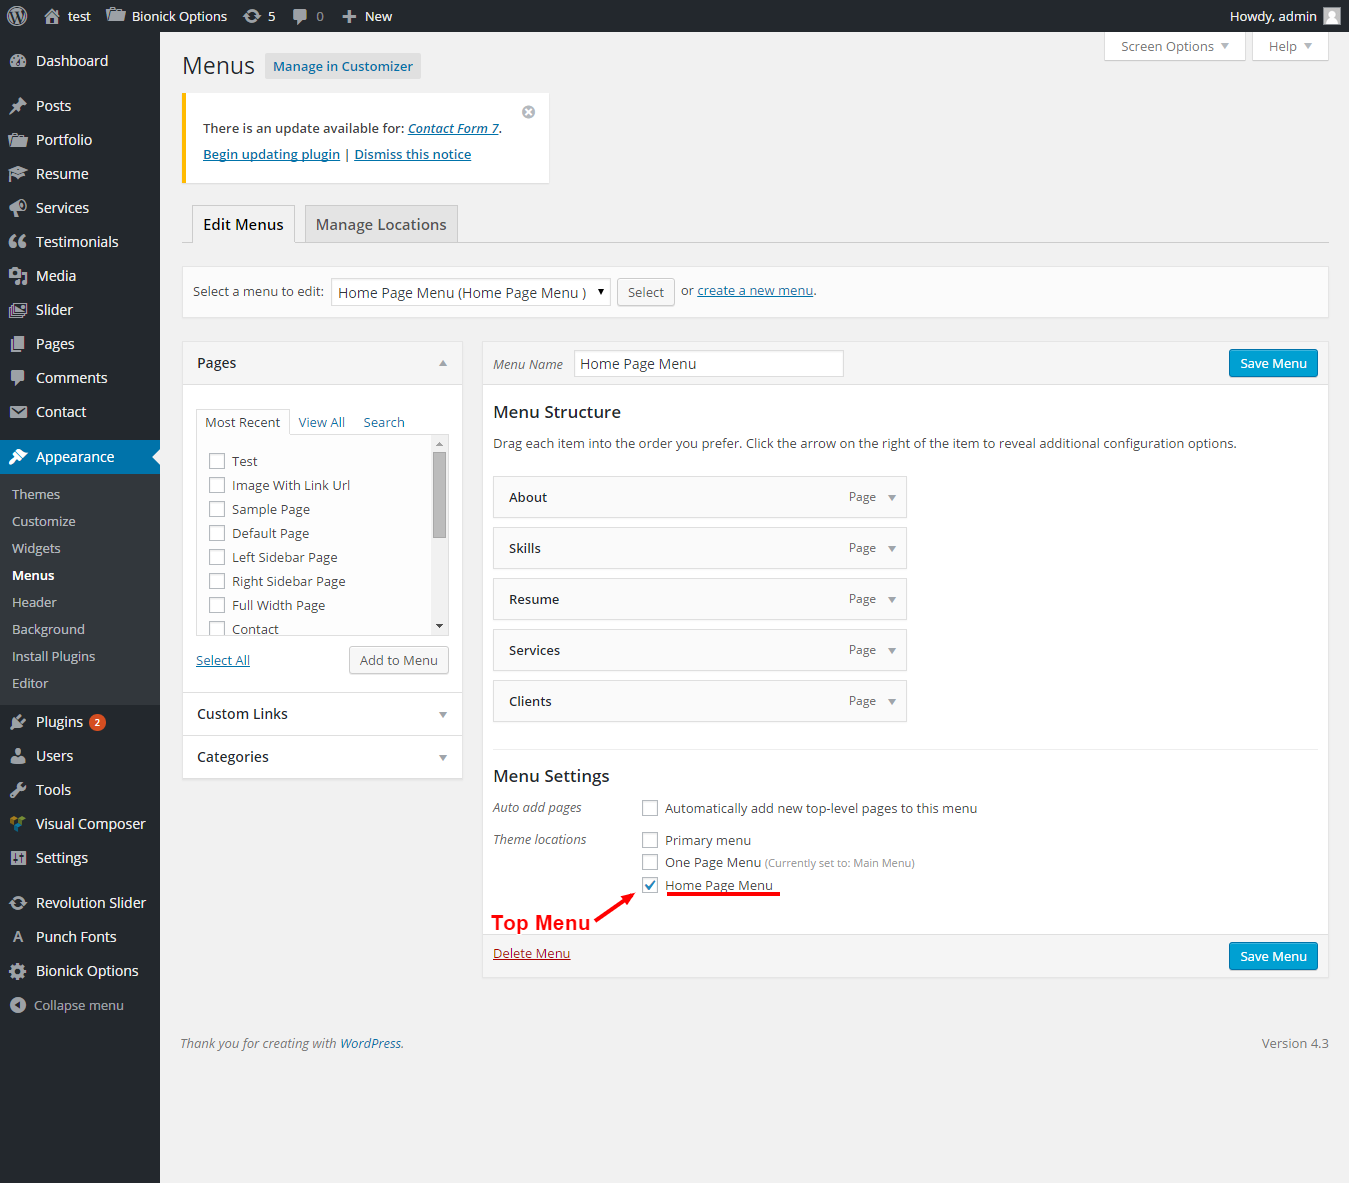 test Bionick Options 5 0 New Howdy, admin
Screen Options Help
Dashboard
Posts
Portfolio
Resume
Services
Testimonials
Media
Slider
Pages
Comments
Contact
Appearance
Themes
Customize
Widgets
Menus
Header
Background
Install Plugins
Editor
Plugins 2
Users
Tools
Visual Composer
Settings
Revolution Slider
Punch Fonts
Bionick Options
Collapse menu
Menus Manage in Customizer
There is an update available for: Contact Form 7.
Begin updating plugin | Dismiss this notice
Edit Menus Manage Locations
Select a menu to edit: Home Page Menu (Home Page Menu ) Select or create a new menu.
Pages
Most Recent View All Search
Test
Image With Link Url
Sample Page
Default Page
Left Sidebar Page
Right Sidebar Page
Full Width Page
Contact
Select All Add to Menu
Custom Links
Categories
Menu Name Home Page Menu Save Menu
Menu Structure
Drag each item into the order you prefer. Click the arrow on the right of the item to reveal additional configuration options.
About Page
Skills Page
Resume Page
Services Page
Clients Page
Menu Settings
Auto add pages Automatically add new top-level pages to this menu
Theme locations Primary menu
One Page Menu (Currently set to: Main Menu)
Home Page Menu
Top Menu
Delete Menu Save Menu
Thank you for creating with WordPress. Version 4.3